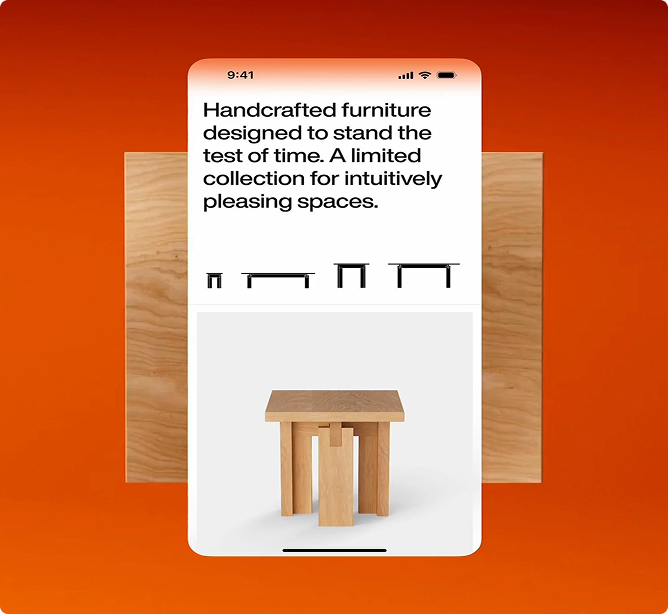 9:41
Handcrafted furniture
designed to stand the
test of time. A limited
collection for intuitively
pleasing spaces.